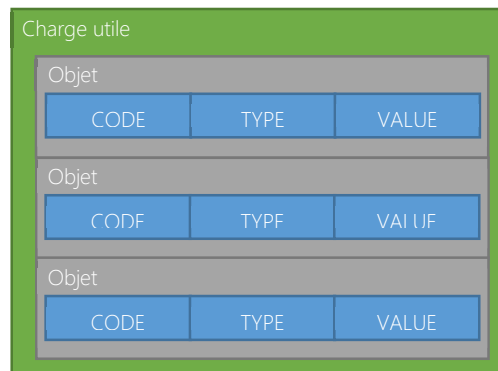 Charge utile
Objet
CODE TYPE VALUE
Objet
CODE TYPE VALUE
Objet
CODE TYPE VALUE